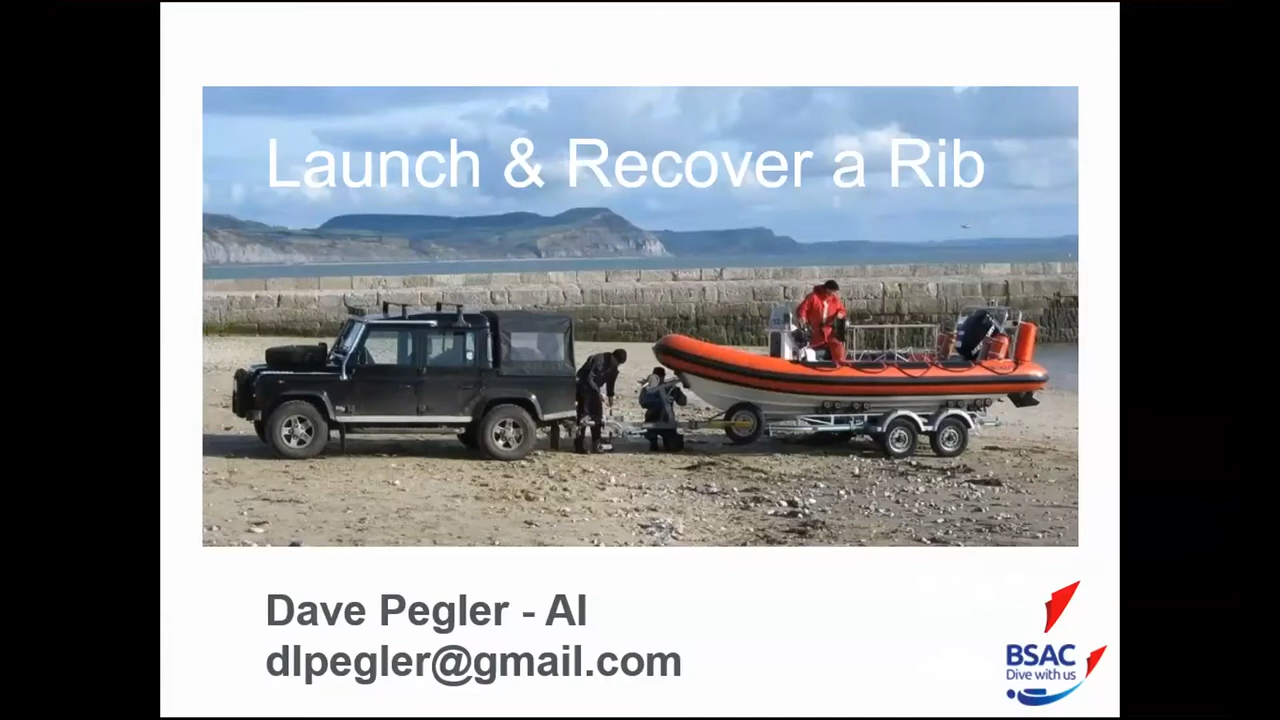 Launch & Recover a Rib
Dave Pegler - AI
dlpegler@gmail.com
BSAC
Dive with us